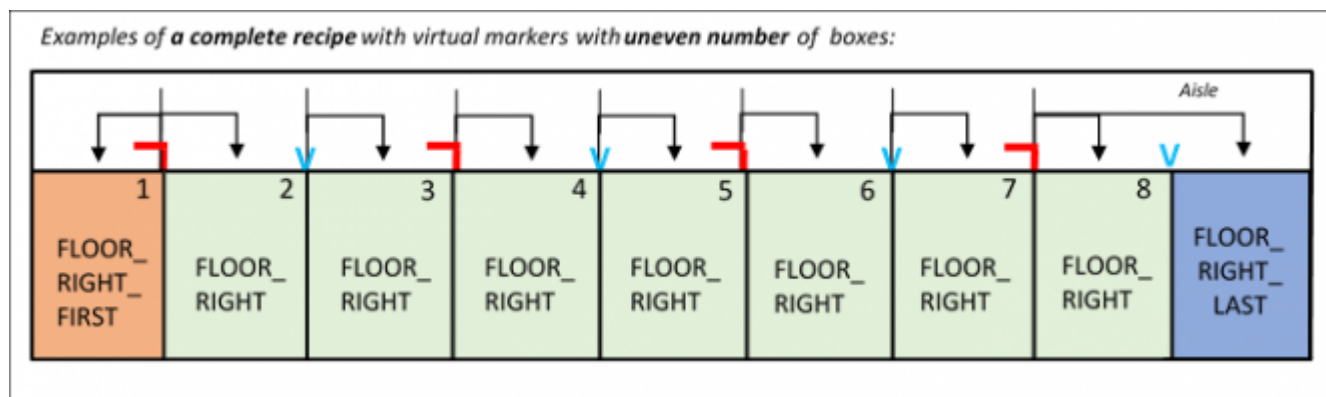 Examples of a complete recipe with virtual markers with uneven number of boxes:
Aisle
V V V V
1 2 3 4 5 6 7 8
FLOOR_
RIGHT_
FIRST
FLOOR_
RIGHT
FLOOR_
RIGHT
FLOOR_
RIGHT
FLOOR_
RIGHT
FLOOR_
RIGHT
FLOOR_
RIGHT
FLOOR_
RIGHT
FLOOR_
RIGHT_
LAST